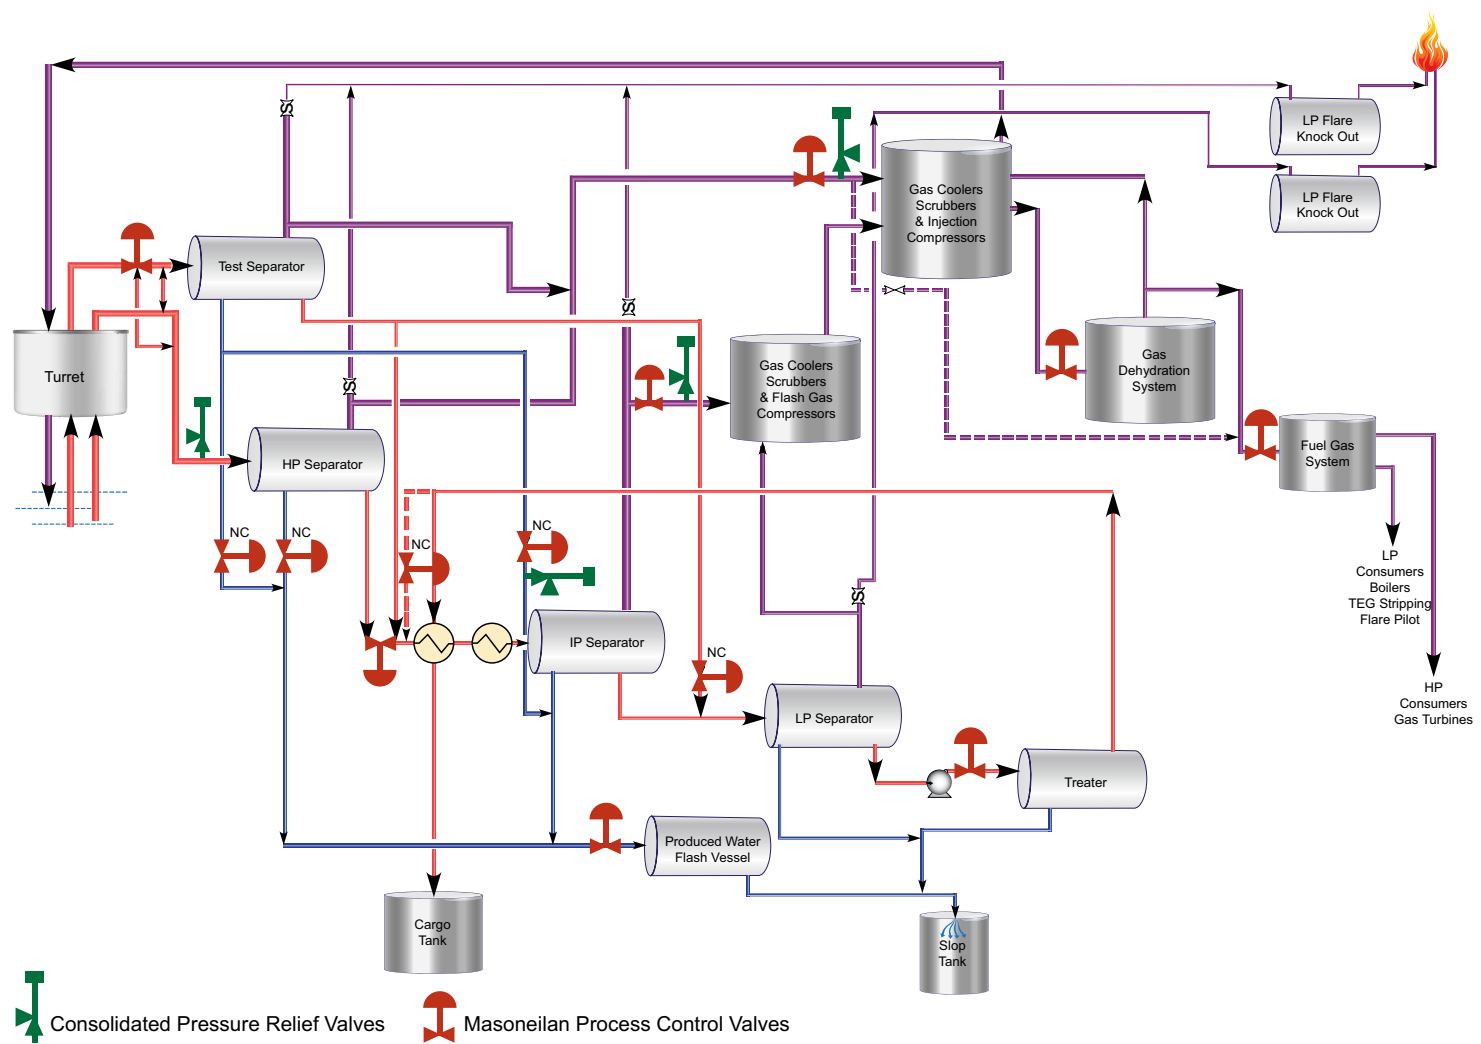 LP Flare
Knock Out
LP Flare
Knock Out
Gas Coolers
Scrubbers
& Injection
Compressors
Test Separator
Turret
Gas Coolers
Scrubbers
& Flash Gas
Compressors
Gas
Dehydration
System
HP Separator
Fuel Gas
System
NC
NC
NC
NC
LP
Consumers
Boilers
TEG Stripping
Flare Pilot
IP Separator
NC
HP
Consumers
Gas Turbines
LP Separator
Treater
Produced Water
Flash Vessel
Cargo
Tank
Slop
Tank
Consolidated Pressure Relief Valves
Masoneilan Process Control Valves